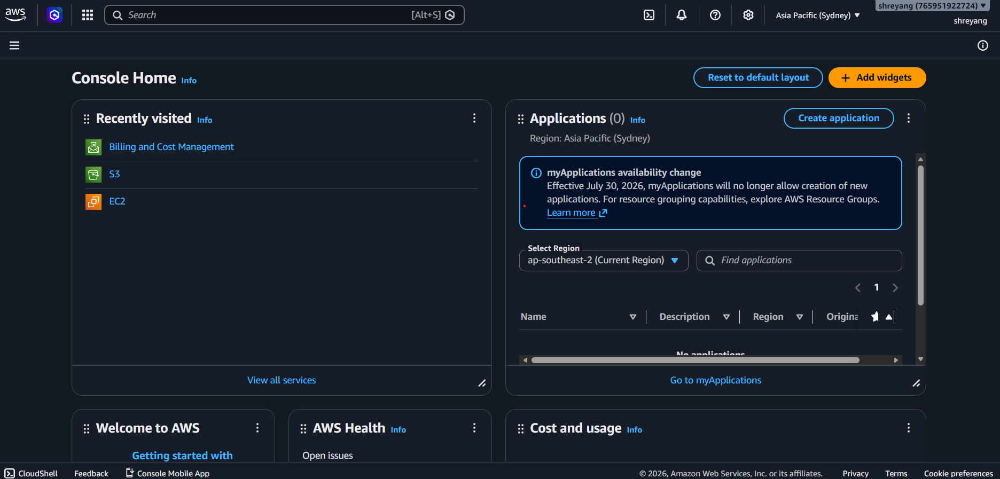 aws
Search [Alt+S]
Asia Pacific (Sydney)
shreyang (765951922724)
shreyang
Console Home Info
Reset to default layout
Add widgets
Recently visited Info
Billing and Cost Management
S3
EC2
View all services
Applications (0) Info
Create application
Region: Asia Pacific (Sydney)
myApplications availability change
Effective July 30, 2026, myApplications will no longer allow creation of new
applications. For resource grouping capabilities, explore AWS Resource Groups.
Learn more
Select Region
ap-southeast-2 (Current Region)
Find applications
1
Name Description Region Origina
No applications
Go to myApplications
Welcome to AWS
Getting started with
AWS Health Info
Open issues
Cost and usage Info
CloudShell Feedback Console Mobile App
© 2026, Amazon Web Services, Inc. or its affiliates. Privacy Terms Cookie preferences